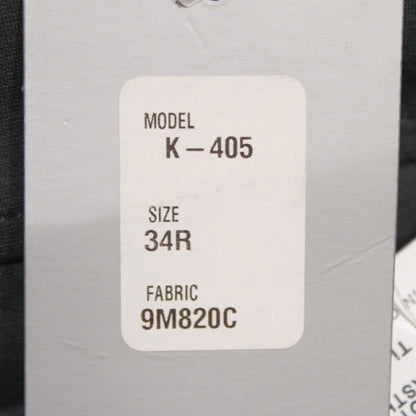 MODEL
K-405
SIZE
34R
FABRIC
9M820C